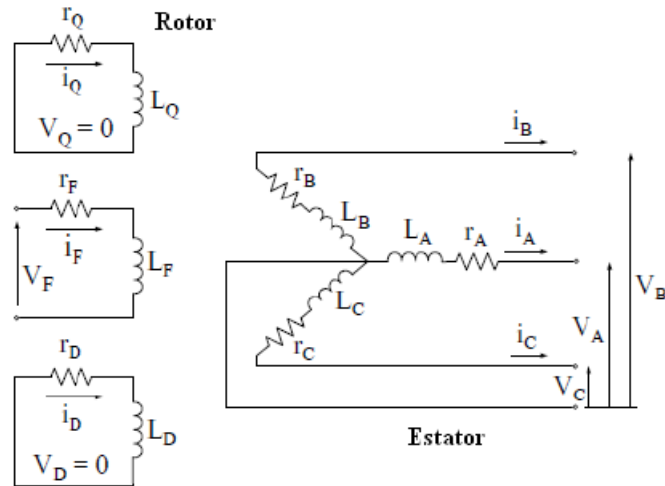 Rotor
r_Q
i_Q
L_Q
V_Q = 0
r_F
i_F
L_F
V_F
r_D
i_D
L_D
V_D = 0
i_B
r_B
L_B
L_A
r_A
i_A
L_C
r_C
i_C
V_B
V_A
V_C
Estator